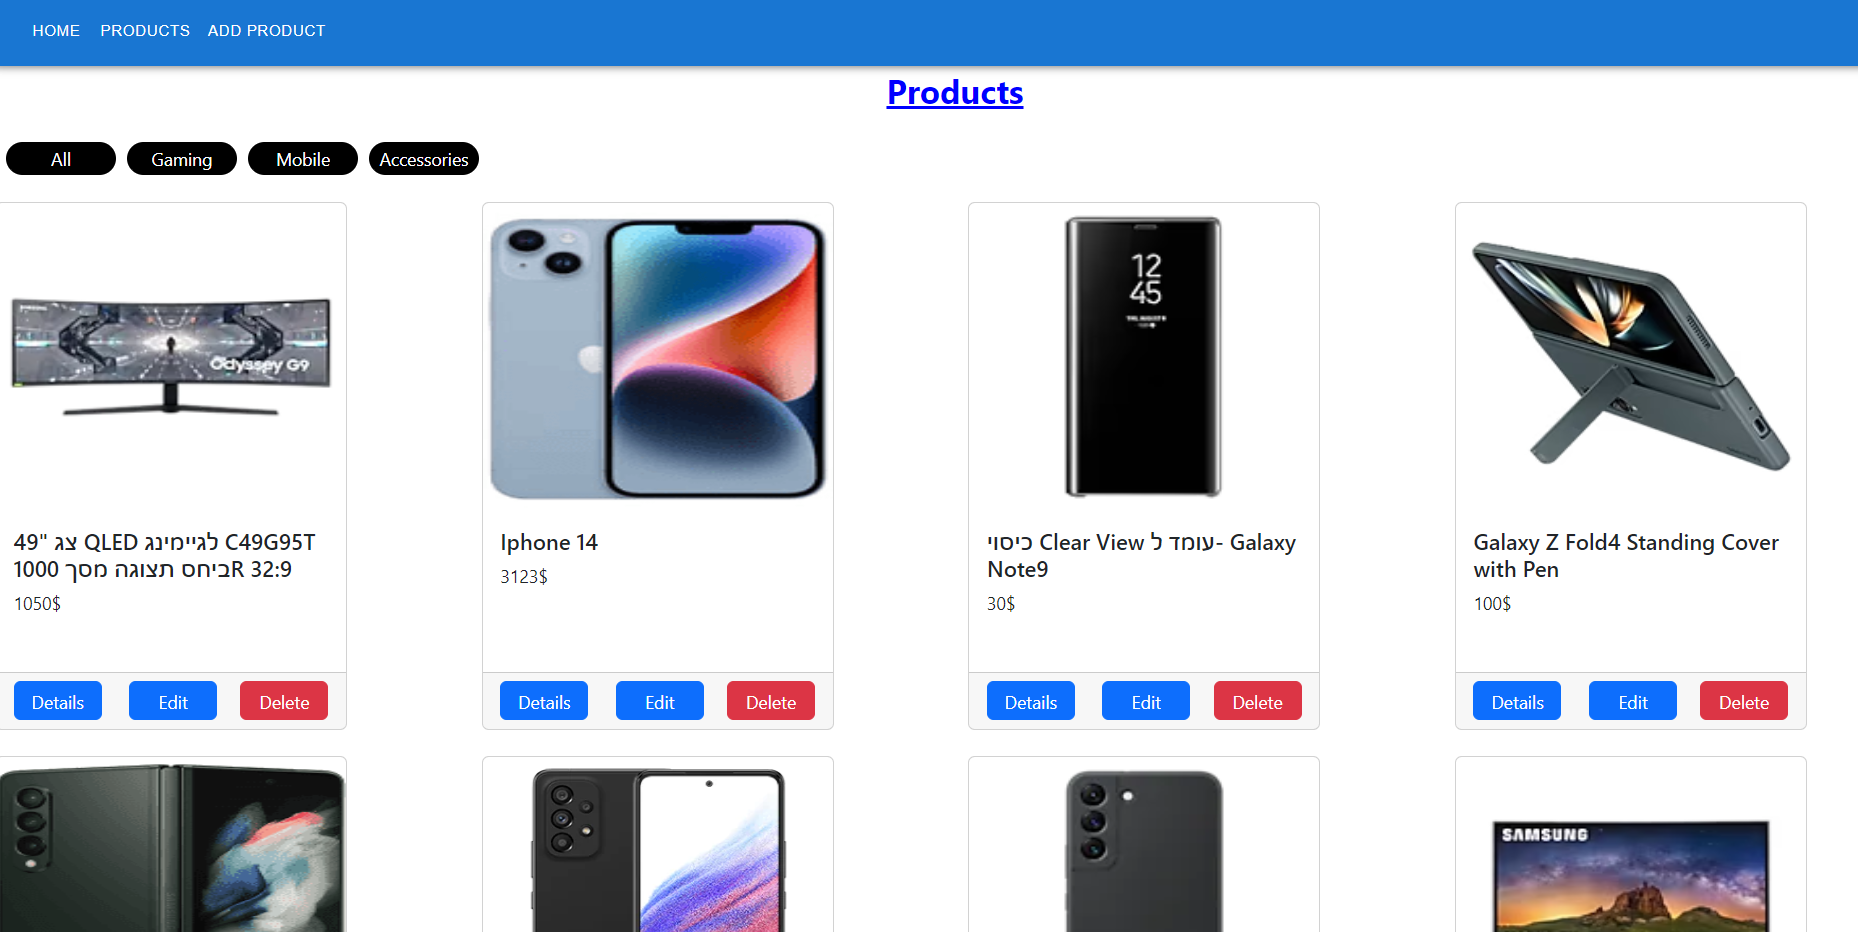 HOME PRODUCTS ADD PRODUCT
Products
All Gaming Mobile Accessories
Odyssey G9
12
45
צג "49 QLED לגיימינג C49G95T
1000R ביחס תצוגה מסך 32:9
1050$
Details Edit Delete
Iphone 14
3123$
Details Edit Delete
כיסוי Clear View עומד ל- Galaxy
Note9
30$
Details Edit Delete
Galaxy Z Fold4 Standing Cover
with Pen
100$
Details Edit Delete
SAMSUNG